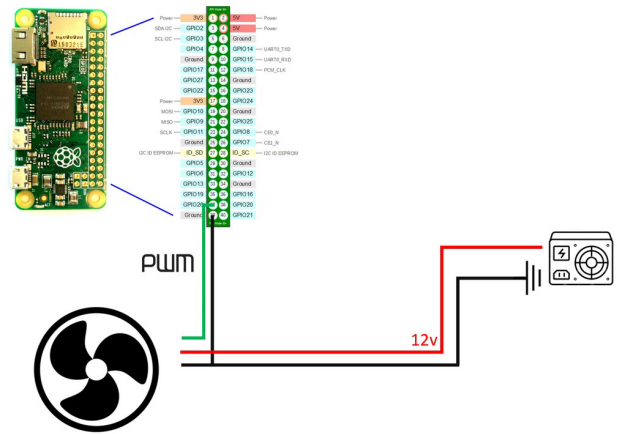 Power 3V3 1 2 5V Power
SDA I2C GPIO2 3 4 5V Power
SCL I2C GPIO3 5 6 Ground
GPIO4 7 8 GPIO14 UART0_TXD
Ground 9 10 GPIO15 UART0_RXD
GPIO17 11 12 GPIO18 PCM_CLK
GPIO27 13 14 Ground
GPIO22 15 16 GPIO23
Power 3V3 17 18 GPIO24
MOSI GPIO10 19 20 Ground
MISO GPIO9 21 22 GPIO25
SCLK GPIO11 23 24 GPIO8 CE0_N
Ground 25 26 GPIO7 CE1_N
I2C ID EEPROM ID_SD 27 28 ID_SC I2C ID EEPROM
GPIO5 29 30 Ground
GPIO6 31 32 GPIO12
GPIO13 33 34 Ground
GPIO19 35 36 GPIO16
GPIO26 38 GPIO20
Ground 40 GPIO21
HDMI
USB
PWR
PWM
12v